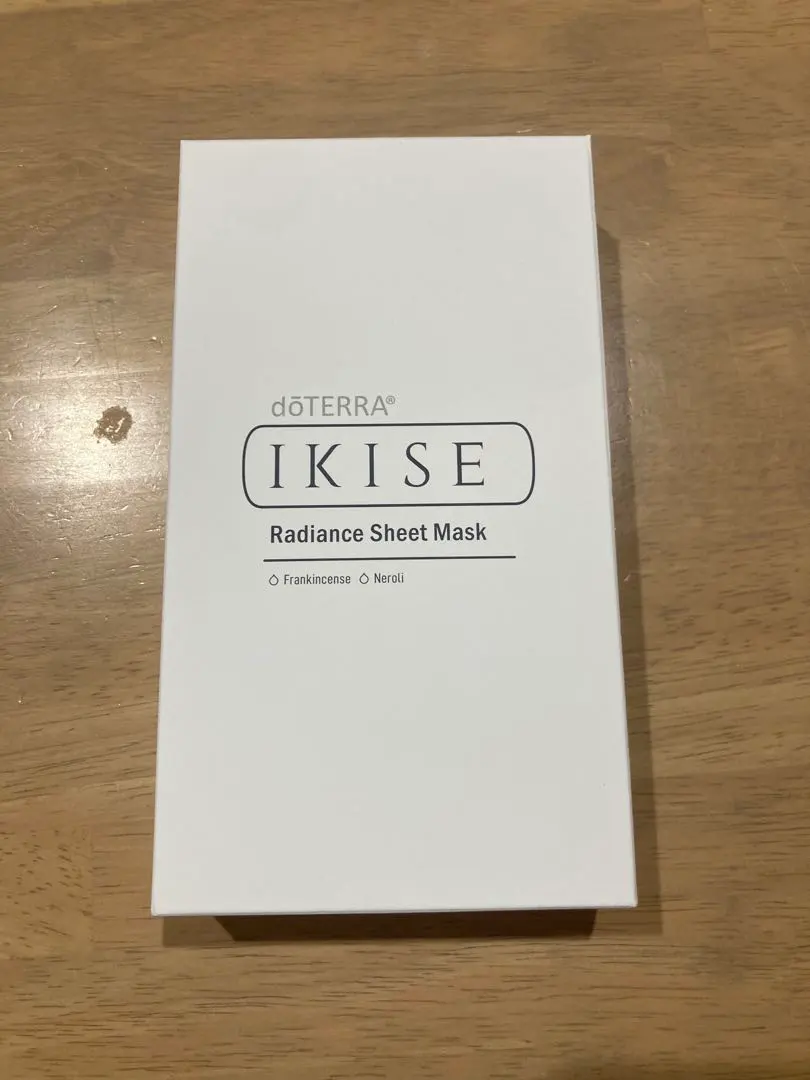 dōTERRA®
IKISE
Radiance Sheet Mask
Frankincense Neroli